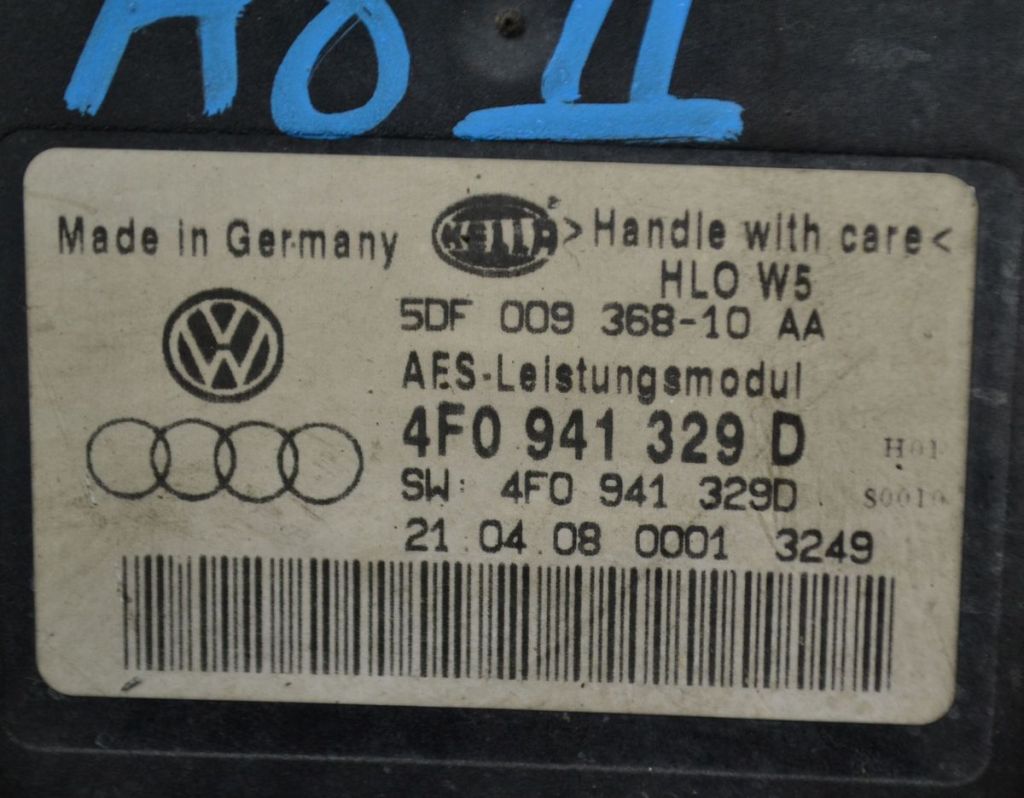 A8 II
Made in Germany HELLA >Handle with care<
HLO W5
5DF 009 368-10 AA
AFS-Leistungsmodul
4F0 941 329 D H01
SW: 4F0 941 329D S0010
21.04.08 0001 3249